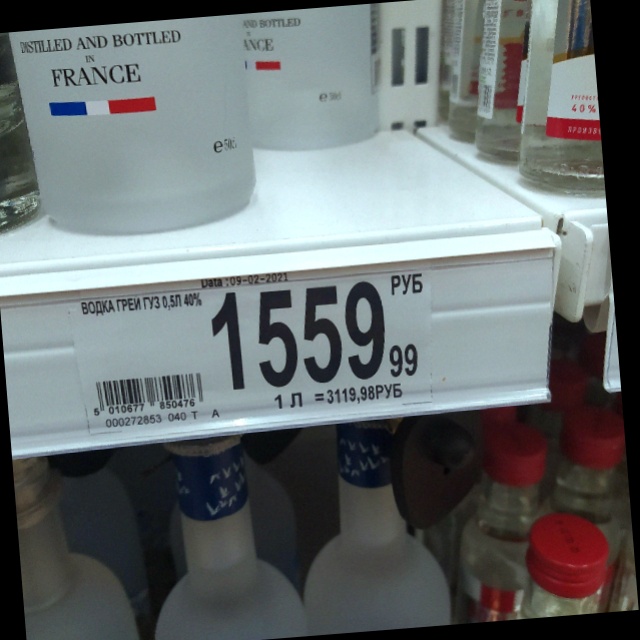 DISTILLED AND BOTTLED
IN
FRANCE
AND BOTTLED
40%
Data :09-02-2021
ВОДКА ГРЕЙ ГУЗ 0,5Л 40%
1559 99 РУБ
1 Л =3119,98РУБ
5 010677 850476
000272853 040 T A